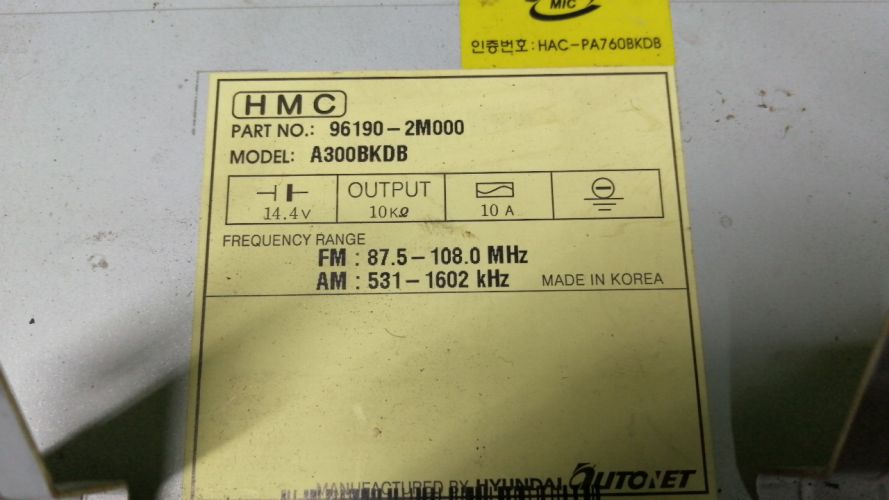 MIC
인증번호: HAC-PA760BKDB
HMC
PART NO.: 96190-2M000
MODEL: A300BKDB
14.4V
OUTPUT
10KΩ
10 A
FREQUENCY RANGE
FM : 87.5-108.0 MHz
AM : 531-1602 kHz
MADE IN KOREA
MANUFACTURED BY HYUNDAI AUTONET